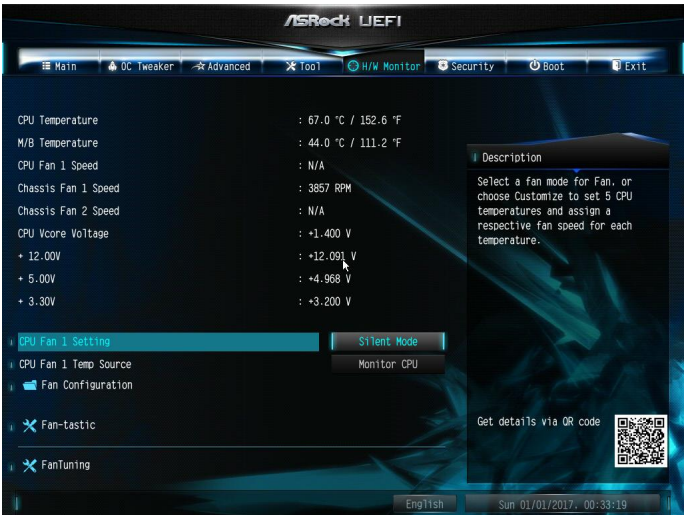 ASRock UEFI
Main OC Tweaker Advanced Tool H/W Monitor Security Boot Exit
CPU Temperature : 67.0 °C / 152.6 °F
M/B Temperature : 44.0 °C / 111.2 °F
CPU Fan 1 Speed : N/A
Chassis Fan 1 Speed : 3857 RPM
Chassis Fan 2 Speed : N/A
CPU Vcore Voltage : +1.400 V
+ 12.00V : +12.091 V
+ 5.00V : +4.968 V
+ 3.30V : +3.200 V
CPU Fan 1 Setting Silent Mode
CPU Fan 1 Temp Source Monitor CPU
Fan Configuration
Fan-tastic
FanTuning
Description
Select a fan mode for Fan, or
choose Customize to set 5 CPU
temperatures and assign a
respective fan speed for each
temperature.
Get details via QR code
English Sun 01/01/2017, 00:33:19